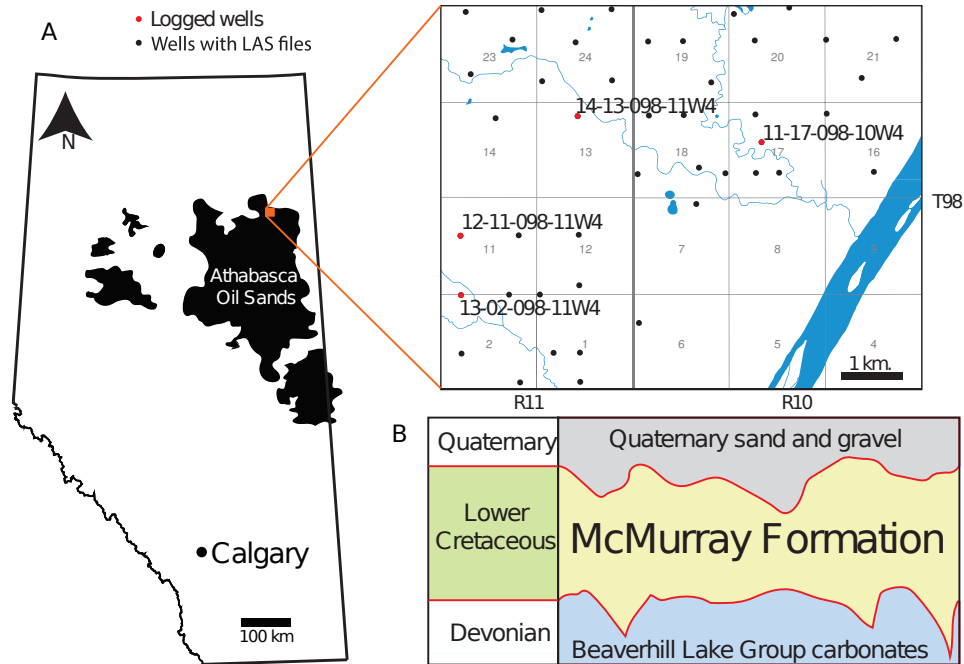 A
Logged wells
Wells with LAS files
N
Athabasca
Oil Sands
Calgary
100 km
23 24 19 20 21
14-13-098-11W4
11-17-098-10W4
14 13 18 17 16
T98
12-11-098-11W4
11 12 7 8 9
13-02-098-11W4
2 1 6 5 4
1 km.
R11 R10
B
Quaternary
Quaternary sand and gravel
Lower
Cretaceous
McMurray Formation
Devonian
Beaverhill Lake Group carbonates